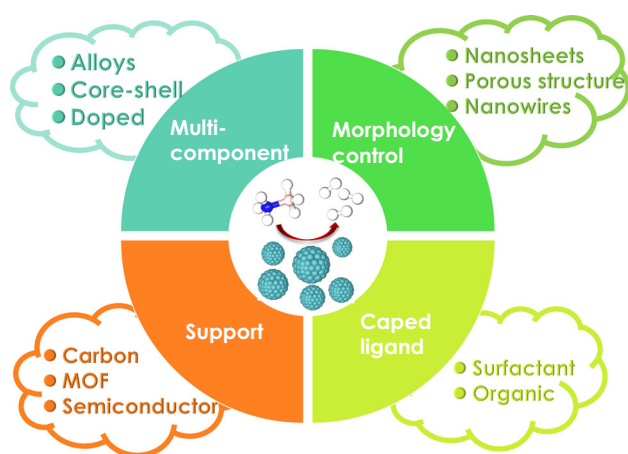 Alloys
Core-shell
Doped
Multi-
component
Nanosheets
Porous structure
Nanowires
Morphology
control
Support
Carbon
MOF
Semiconductor
Caped
ligand
Surfactant
Organic